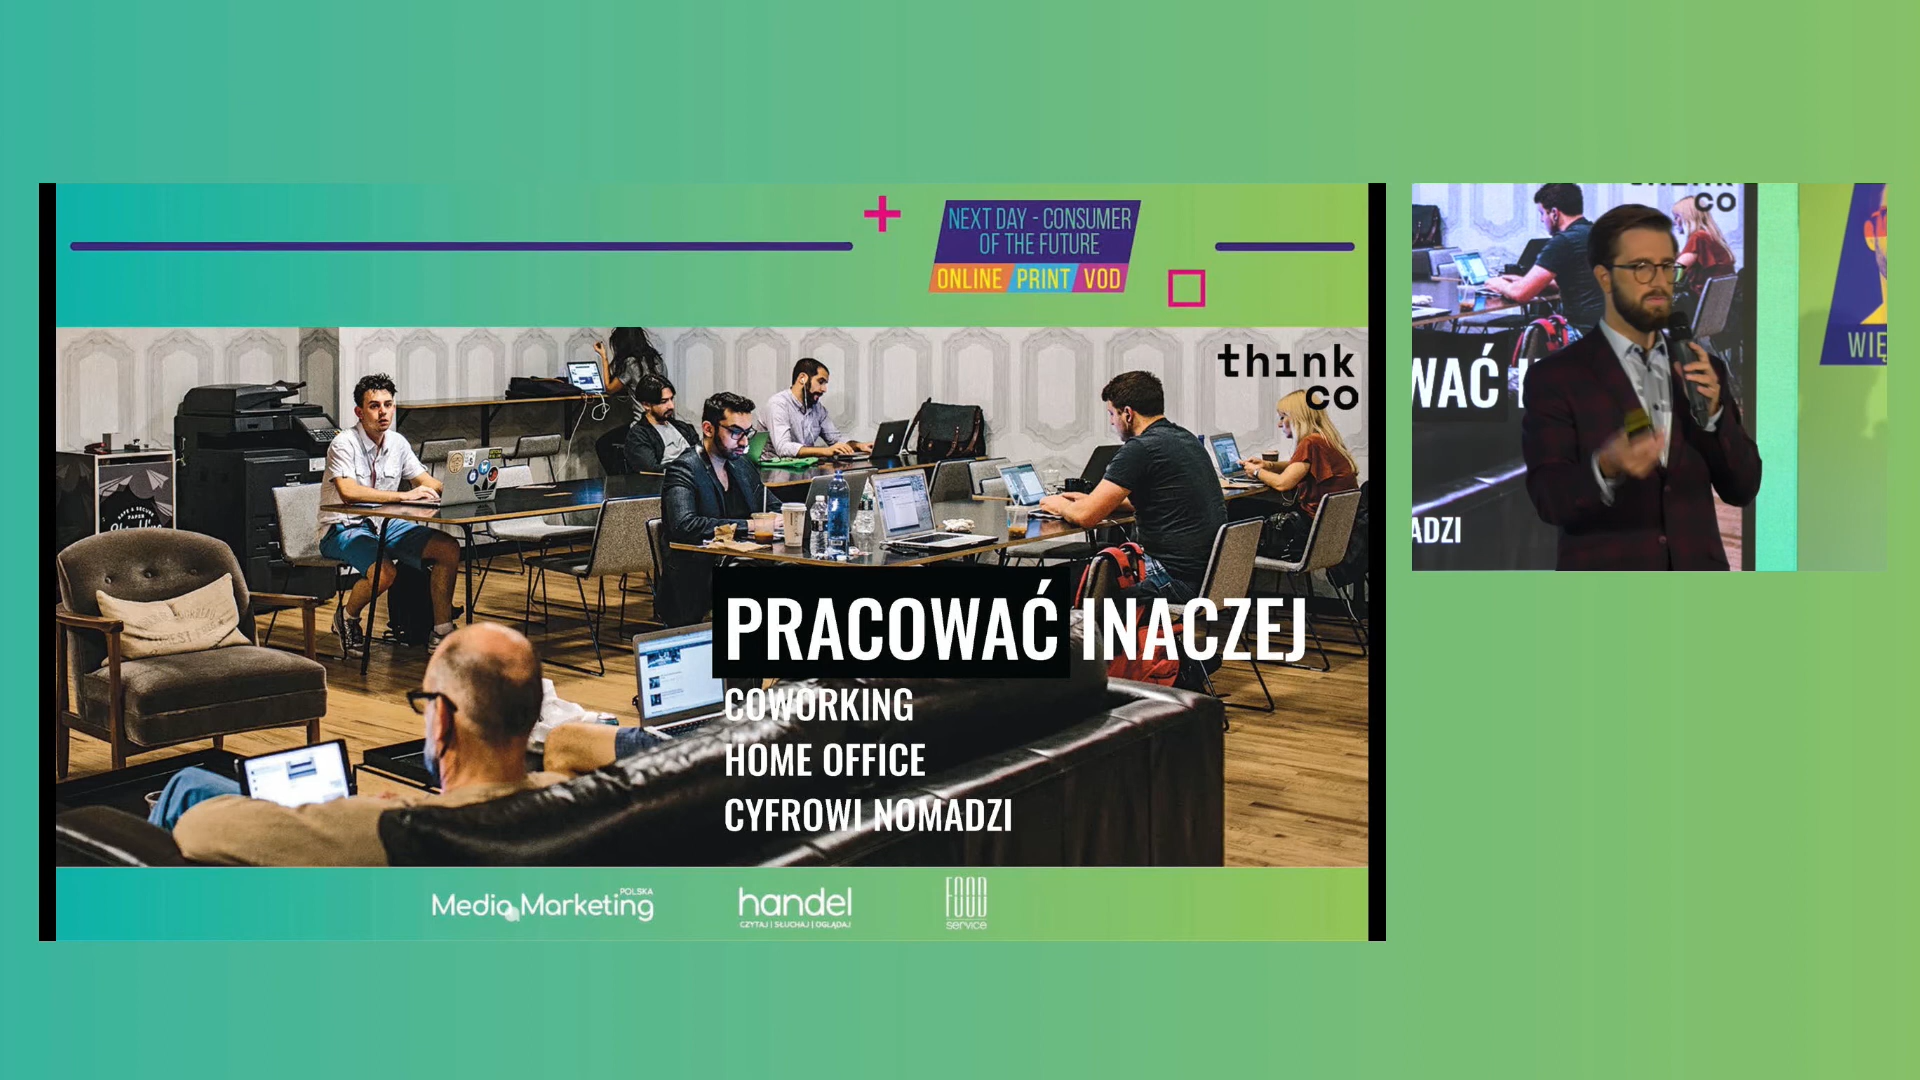 NEXT DAY - CONSUMER
OF THE FUTURE
ONLINE PRINT VOD
think
co
PRACOWAĆ INACZEJ
COWORKING
HOME OFFICE
CYFROWI NOMADZI
Media Marketing
POLSKA
handel
CZYTAJ | SŁUCHAJ | OGLĄDAJ
FOOD
service
CO
WAĆ
ADZI
WIĘ